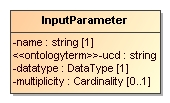 InputParameter
-name : string [1]
<<ontologyterm>>-ucd : string
-datatype : DataType [1]
-multiplicity : Cardinality [0..1]